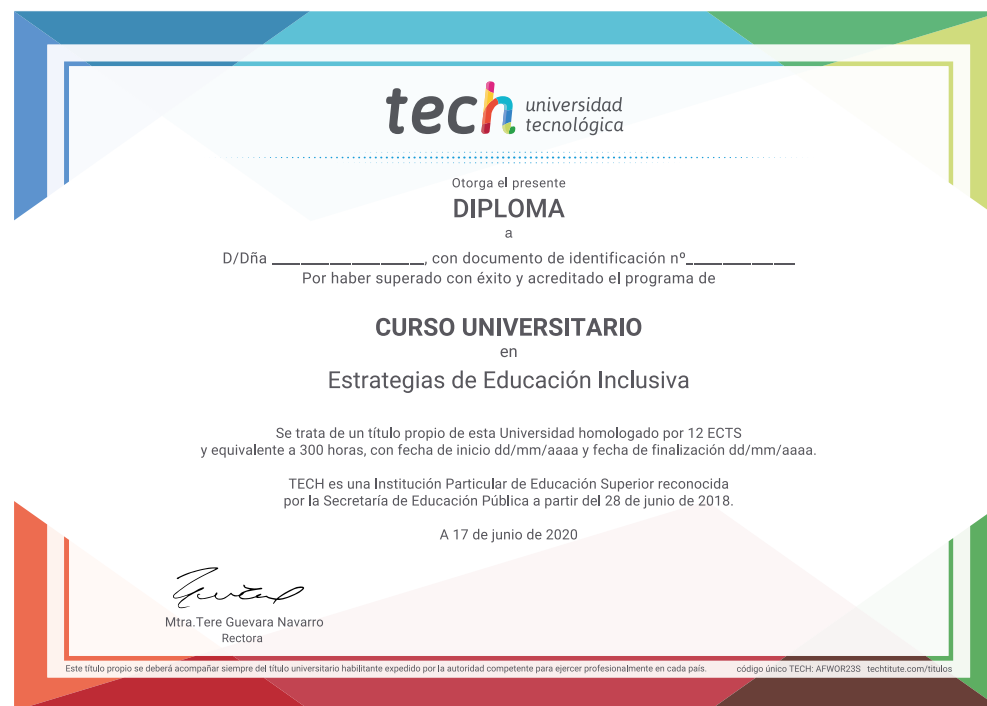 tech universidad
tecnológica
Otorga el presente
DIPLOMA
a
D/Dña ____________________, con documento de identificación nº______________
Por haber superado con éxito y acreditado el programa de
CURSO UNIVERSITARIO
en
Estrategias de Educación Inclusiva
Se trata de un título propio de esta Universidad homologado por 12 ECTS
y equivalente a 300 horas, con fecha de inicio dd/mm/aaaa y fecha de finalización dd/mm/aaaa.
TECH es una Institución Particular de Educación Superior reconocida
por la Secretaría de Educación Pública a partir del 28 de junio de 2018.
A 17 de junio de 2020
Mtra.Tere Guevara Navarro
Rectora
Este título propio se deberá acompañar siempre del título universitario habilitante expedido por la autoridad competente para ejercer profesionalmente en cada país. código único TECH: AFWOR23S techtitute.com/titulos